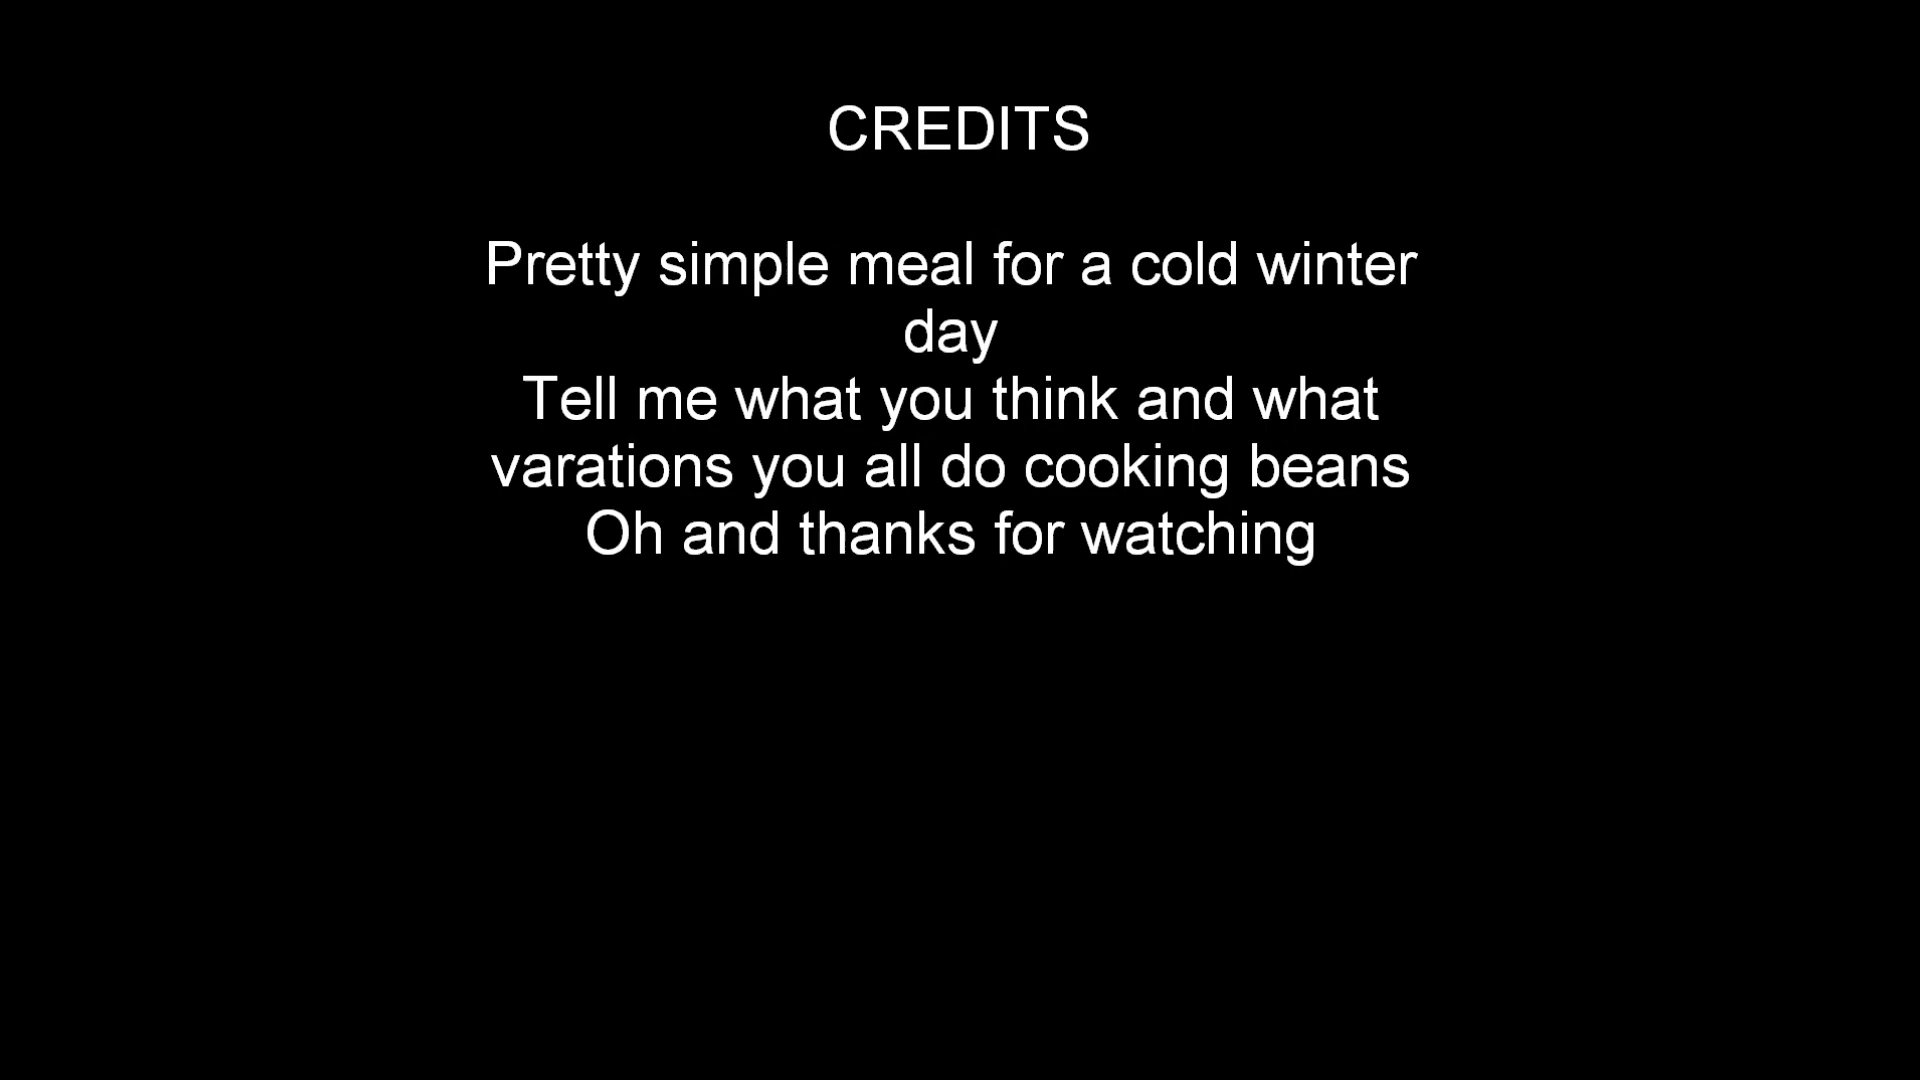 CREDITS
Pretty simple meal for a cold winter
day
Tell me what you think and what
varations you all do cooking beans
Oh and thanks for watching